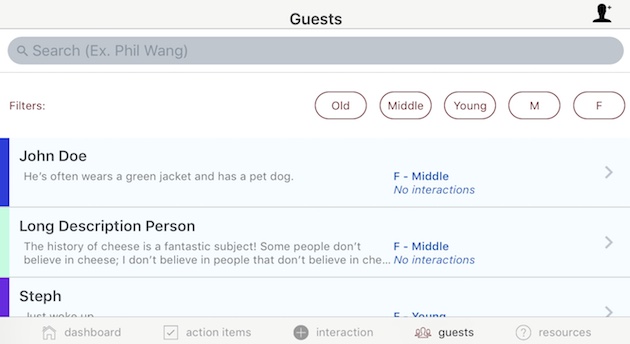 Guests
Search (Ex. Phil Wang)
Filters:
Old
Middle
Young
M
F
John Doe
He's often wears a green jacket and has a pet dog.
F - Middle
No interactions
Long Description Person
The history of cheese is a fantastic subject! Some people don't
believe in cheese; I don't believe in people that don't believe in che...
F - Middle
No interactions
Steph
Just woke up
F - Young
dashboard
action items
interaction
guests
resources